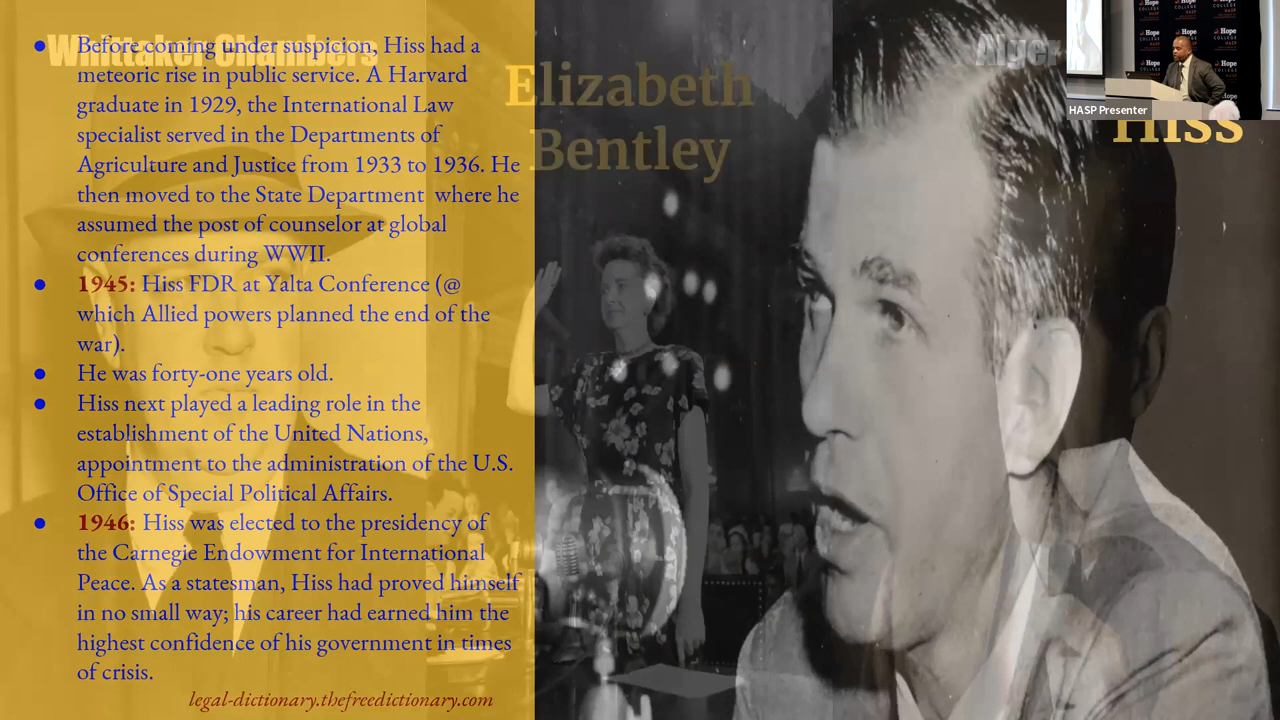 Whittaker Chambers
Before coming under suspicion, Hiss had a
meteoric rise in public service. A Harvard
graduate in 1929, the International Law
specialist served in the Departments of
Agriculture and Justice from 1933 to 1936. He
then moved to the State Department  where he
assumed the post of counselor at global
conferences during WWII.
1945: Hiss FDR at Yalta Conference (@
which Allied powers planned the end of the
war).
He was forty-one years old.
Hiss next played a leading role in the
establishment of the United Nations,
appointment to the administration of the U.S.
Office of Special Political Affairs.
1946: Hiss was elected to the presidency of
the Carnegie Endowment for International
Peace. As a statesman, Hiss had proved himself
in no small way; his career had earned him the
highest confidence of his government in times
of crisis.
legal-dictionary.thefreedictionary.com
Elizabeth
Bentley
Alger
Hiss
Hope
COLLEGE
HASP
HASP Presenter